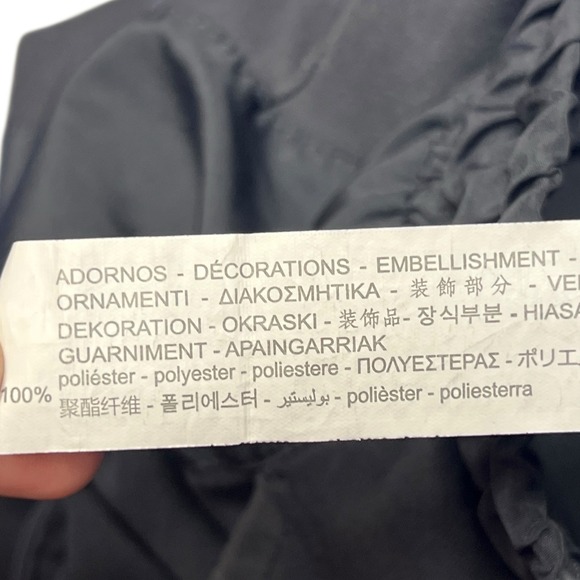 ADORNOS - DÉCORATIONS - EMBELLISHMENT -
ORNAMENTI - ΔΙΑΚΟΣΜΗΤΙΚΑ - 装飾部分 -
DEKORATION - OKRASKI - 装饰品 - 장식부분 -
GUARNIMENT - APAINGARRIAK
poliéster - polyester - poliestere - ΠΟΛΥΕΣΤΕΡΑΣ -
100% 聚酯纤维 - 폴리에스터 - بوليستير - polièster - poliesterra